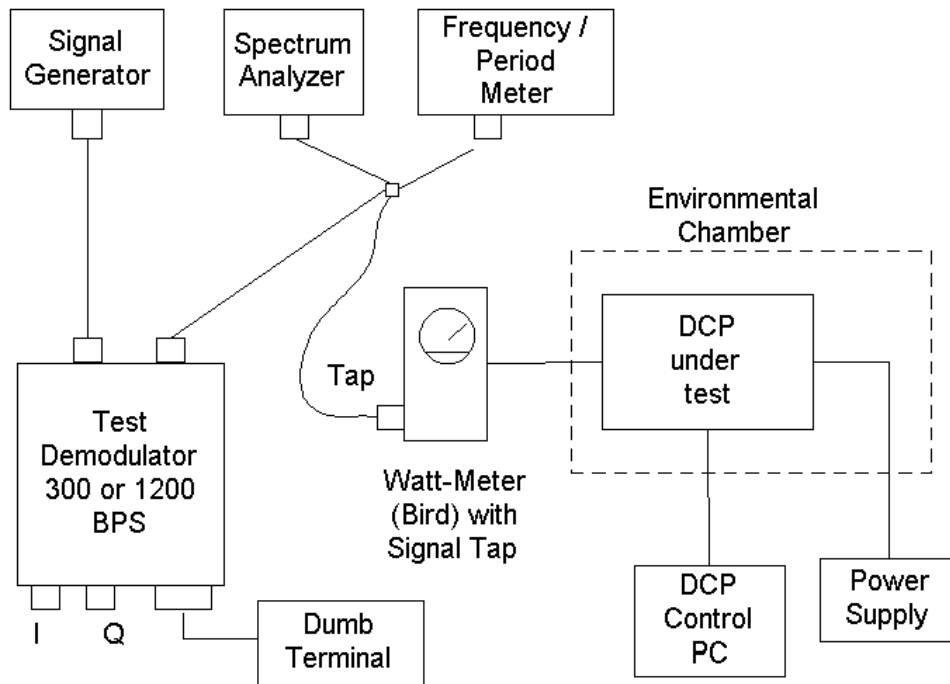 Signal
Generator
Spectrum
Analyzer
Frequency /
Period
Meter
Environmental
Chamber
DCP
under
test
Tap
Test
Demodulator
300 or 1200
BPS
Watt-Meter
(Bird) with
Signal Tap
I
Q
Dumb
Terminal
DCP
Control
PC
Power
Supply